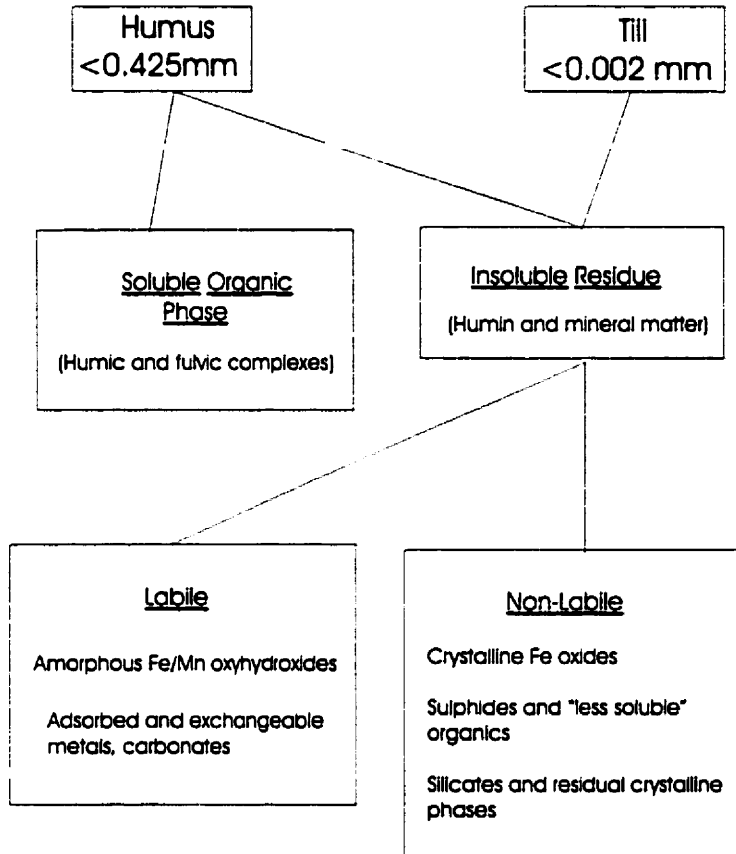 Humus
<0.425mm
Till
<0.002 mm
Soluble Organic
Phase
(Humic and fulvic complexes)
Insoluble Residue
(Humin and mineral matter)
Labile
Amorphous Fe/Mn oxyhydroxides
Adsorbed and exchangeable
metals, carbonates
Non-Labile
Crystalline Fe oxides
Sulphides and "less soluble"
organics
Silicates and residual crystalline
phases